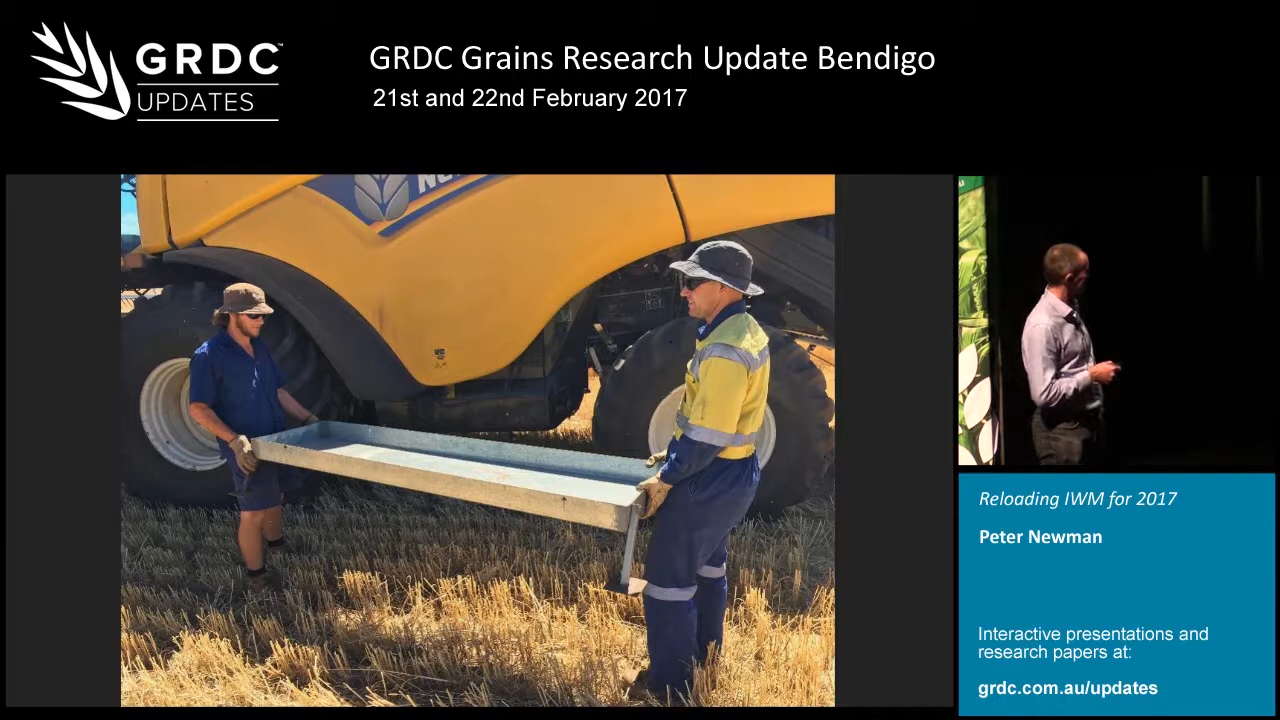 GRDC™
UPDATES
GRDC Grains Research Update Bendigo
21st and 22nd February 2017
Reloading IWM for 2017
Peter Newman
Interactive presentations and
research papers at:
grdc.com.au/updates